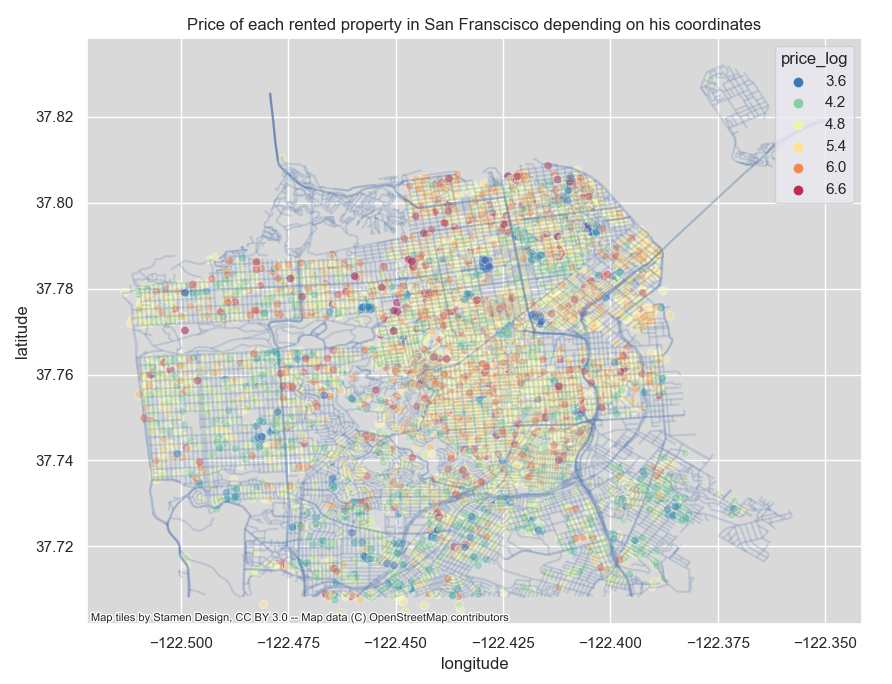 Price of each rented property in San Franscisco depending on his coordinates
price_log
3.6
4.2
4.8
5.4
6.0
6.6
37.82
37.80
37.78
37.76
37.74
37.72
latitude
Map tiles by Stamen Design, CC BY 3.0 -- Map data (C) OpenStreetMap contributors
−122.500 −122.475 −122.450 −122.425 −122.400 −122.375 −122.350
longitude